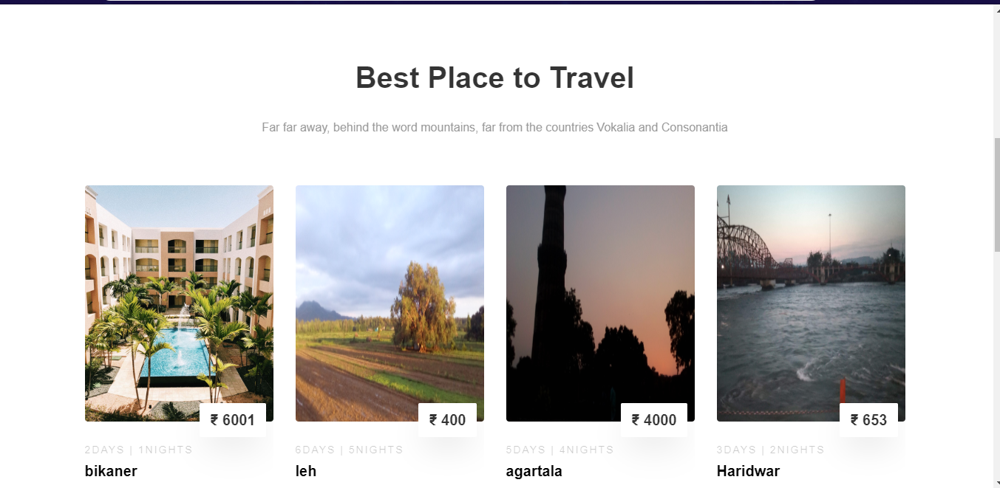 Best Place to Travel
Far far away, behind the word mountains, far from the countries Vokalia and Consonantia
₹ 6001
₹ 400
₹ 4000
₹ 653
2DAYS | 1NIGHTS
6DAYS | 5NIGHTS
5DAYS | 4NIGHTS
3DAYS | 2NIGHTS
bikaner
leh
agartala
Haridwar